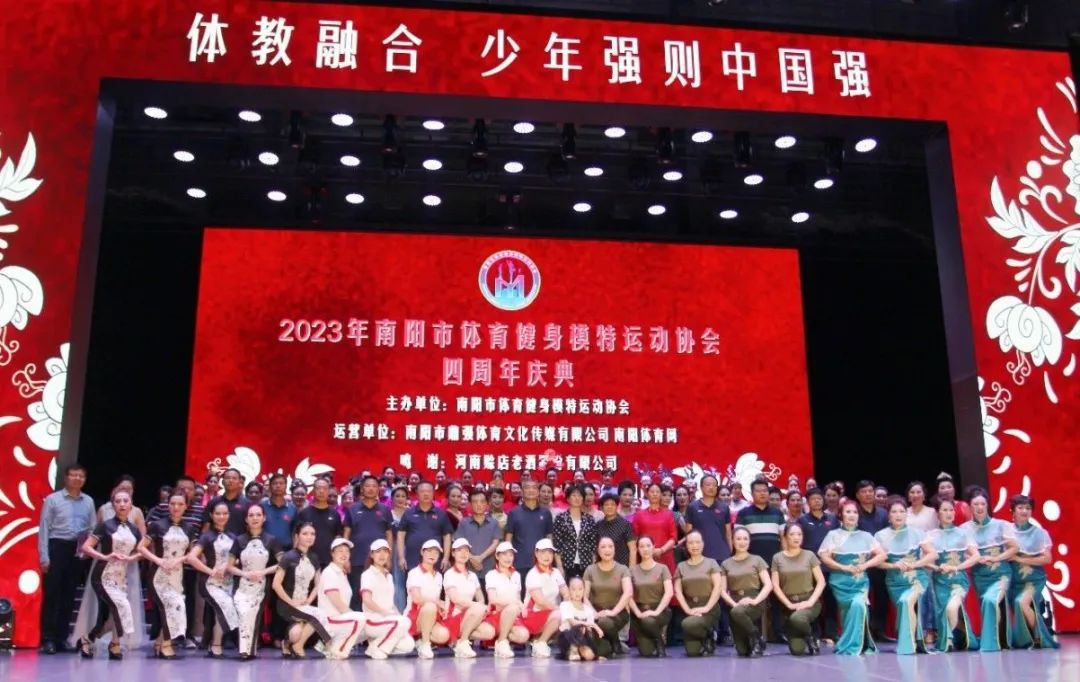 体教融合 少年强则中国强
2023年南阳市体育健身模特运动协会
四周年庆典
主办单位：南阳市体育健身模特运动协会
运营单位：南阳市鼎强体育文化传媒有限公司 南阳体育网
鸣 谢：河南赊店老酒股份有限公司